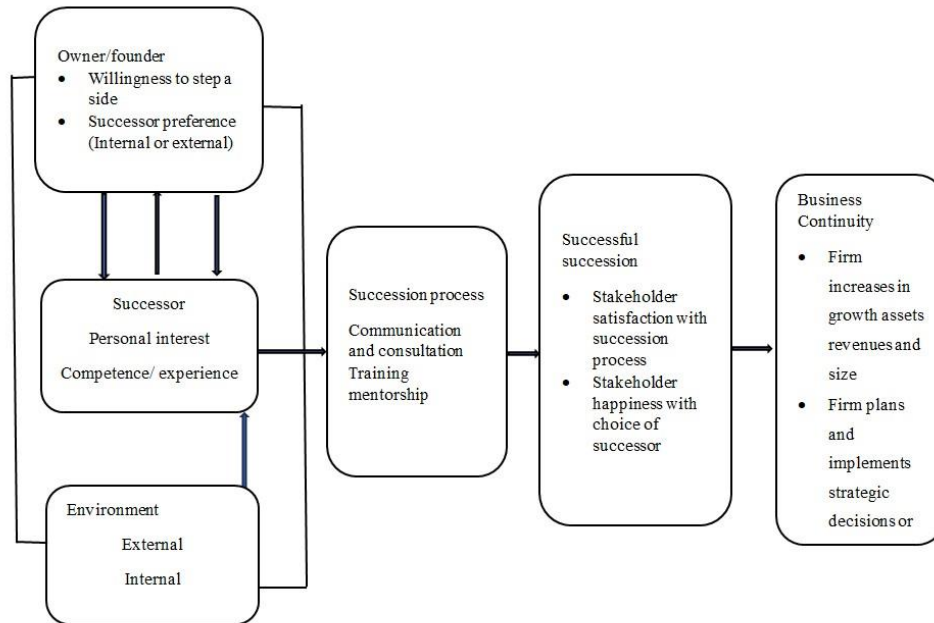 Owner/founder
• Willingness to step a
side
• Successor preference
(Internal or external)
Successor
Personal interest
Competence/ experience
Environment
External
Internal
Succession process
Communication
and consultation
Training
mentorship
Successful
succession
• Stakeholder
satisfaction with
succession
process
• Stakeholder
happiness with
choice of
successor
Business
Continuity
• Firm
increases in
growth assets
revenues and
size
• Firm plans
and
implements
strategic
decisions or